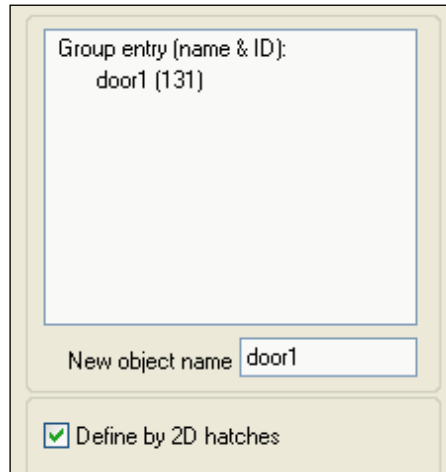 Group entry (name & ID):
door1 (131)
New object name door1
Define by 2D hatches